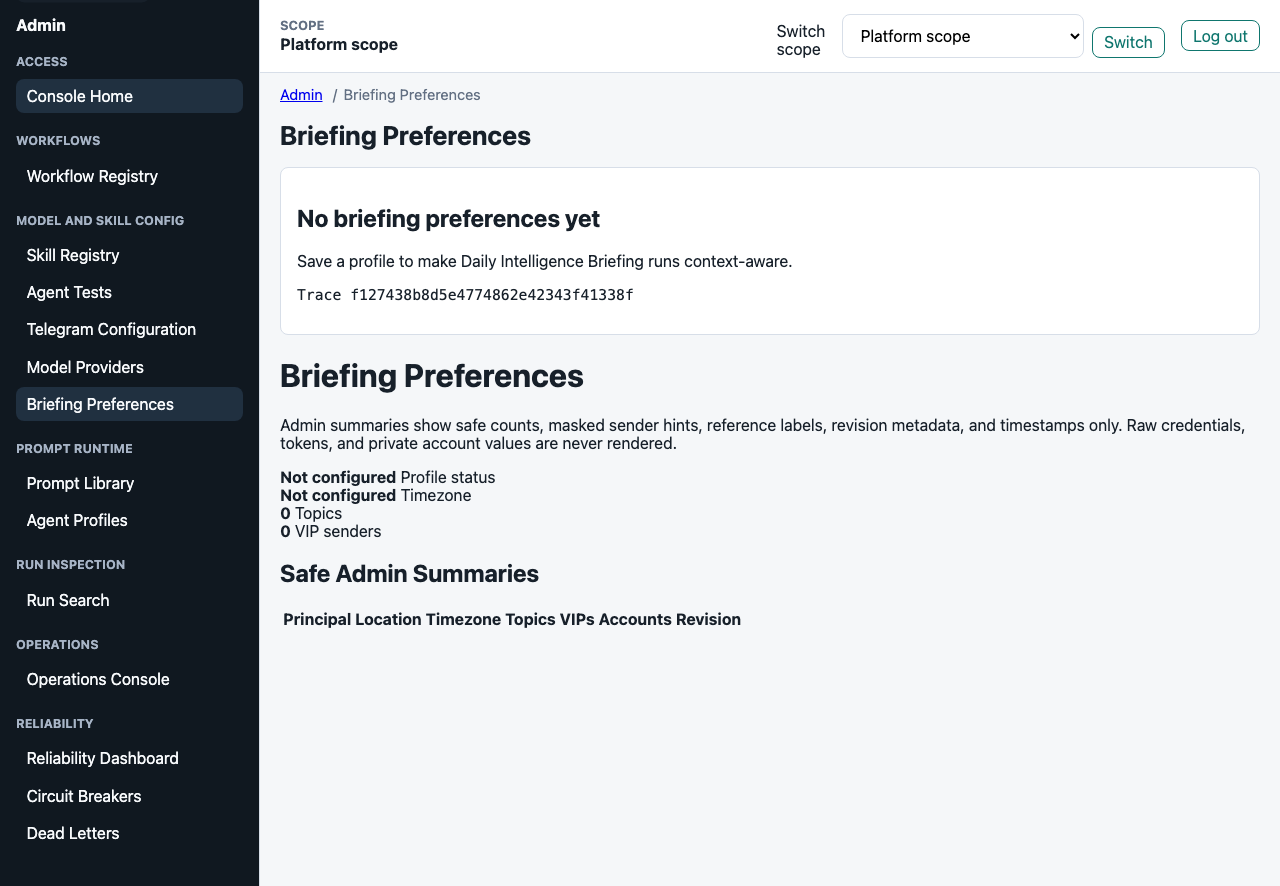 Admin
ACCESS
Console Home
WORKFLOWS
Workflow Registry
MODEL AND SKILL CONFIG
Skill Registry
Agent Tests
Telegram Configuration
Model Providers
Briefing Preferences
PROMPT RUNTIME
Prompt Library
Agent Profiles
RUN INSPECTION
Run Search
OPERATIONS
Operations Console
RELIABILITY
Reliability Dashboard
Circuit Breakers
Dead Letters
SCOPE
Platform scope
Switch
scope
Platform scope
Switch
Log out
Admin / Briefing Preferences
Briefing Preferences
No briefing preferences yet
Save a profile to make Daily Intelligence Briefing runs context-aware.
Trace f127438b8d5e4774862e42343f41338f
Briefing Preferences
Admin summaries show safe counts, masked sender hints, reference labels, revision metadata, and timestamps only. Raw credentials,
tokens, and private account values are never rendered.
Not configured Profile status
Not configured Timezone
0 Topics
0 VIP senders
Safe Admin Summaries
Principal Location Timezone Topics VIPs Accounts Revision